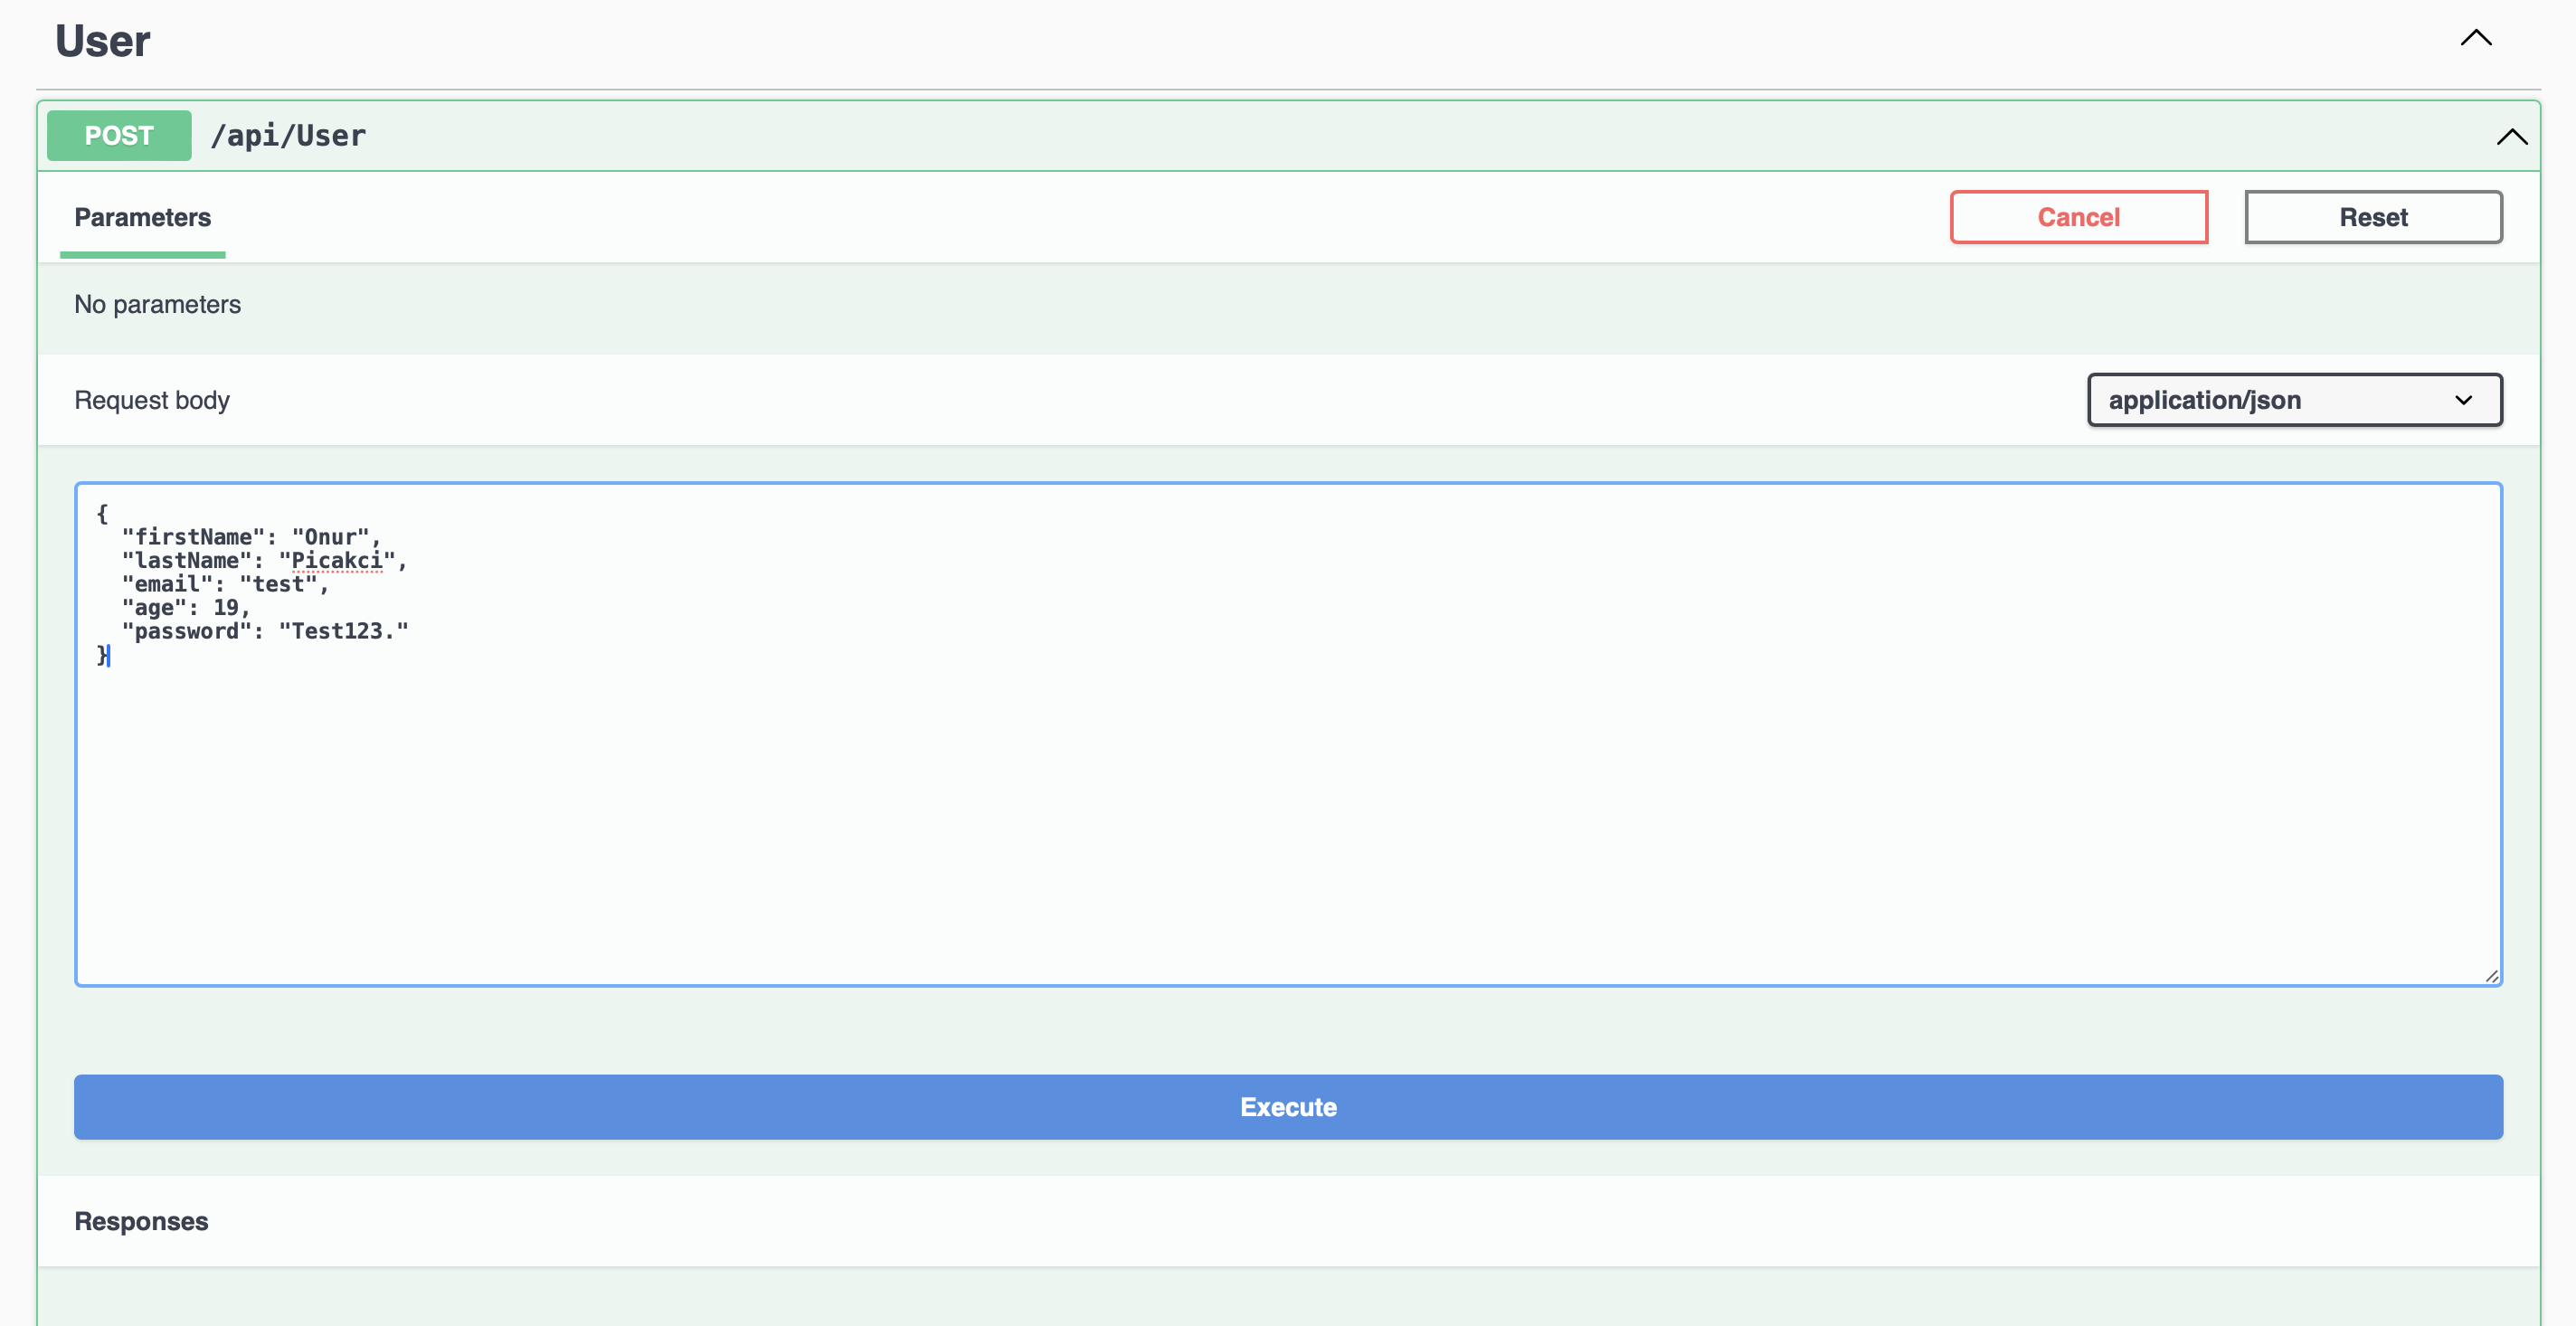 User
POST /api/User
Parameters Cancel Reset
No parameters
Request body application/json
{
"firstName": "Onur",
"lastName": "Picakci",
"email": "test",
"age": 19,
"password": "Test123."
}
Execute
Responses